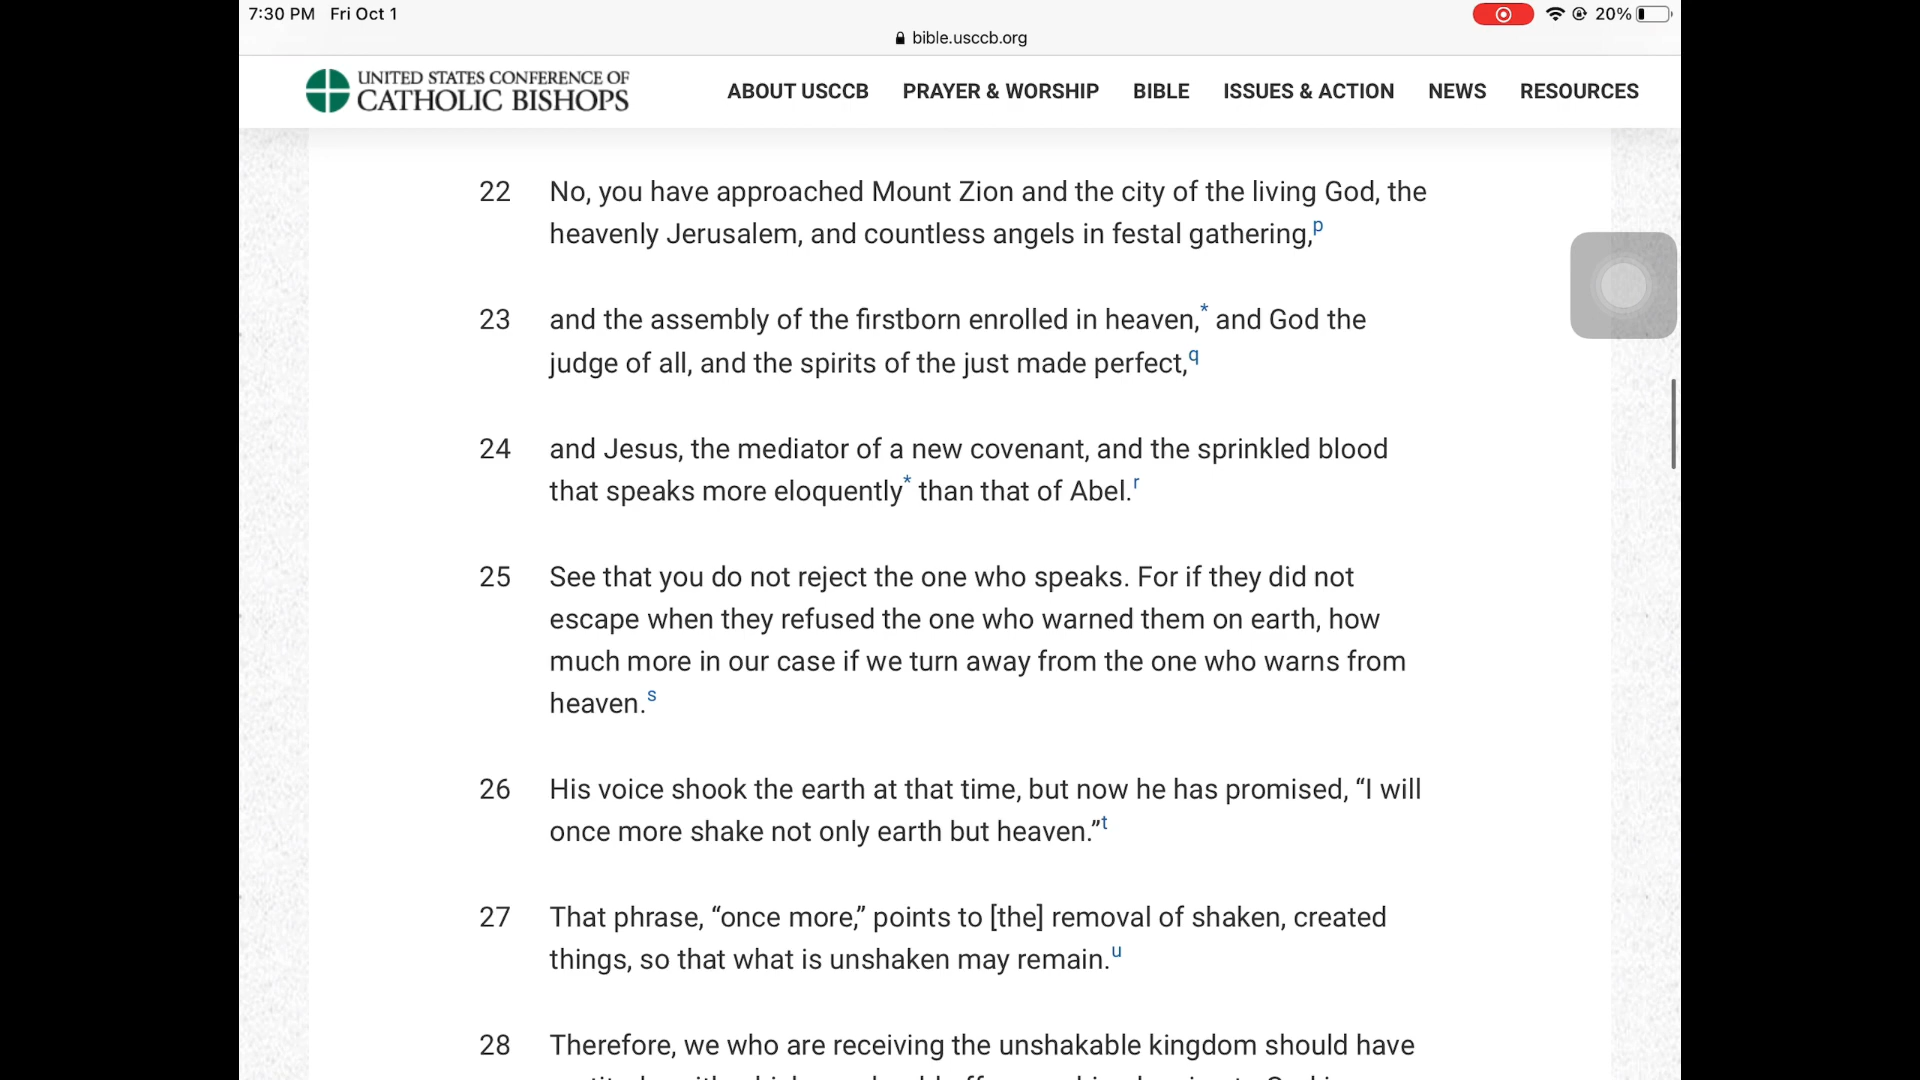 7:30 PM Fri Oct 1
20%
bible.usccb.org
UNITED STATES CONFERENCE OF
CATHOLIC BISHOPS
ABOUT USCCB PRAYER & WORSHIP BIBLE ISSUES & ACTION NEWS RESOURCES
22 No, you have approached Mount Zion and the city of the living God, the
heavenly Jerusalem, and countless angels in festal gathering,p
23 and the assembly of the firstborn enrolled in heaven,* and God the
judge of all, and the spirits of the just made perfect,q
24 and Jesus, the mediator of a new covenant, and the sprinkled blood
that speaks more eloquently* than that of Abel.r
25 See that you do not reject the one who speaks. For if they did not
escape when they refused the one who warned them on earth, how
much more in our case if we turn away from the one who warns from
heaven.s
26 His voice shook the earth at that time, but now he has promised, “I will
once more shake not only earth but heaven.”t
27 That phrase, “once more,” points to [the] removal of shaken, created
things, so that what is unshaken may remain.u
28 Therefore, we who are receiving the unshakable kingdom should have